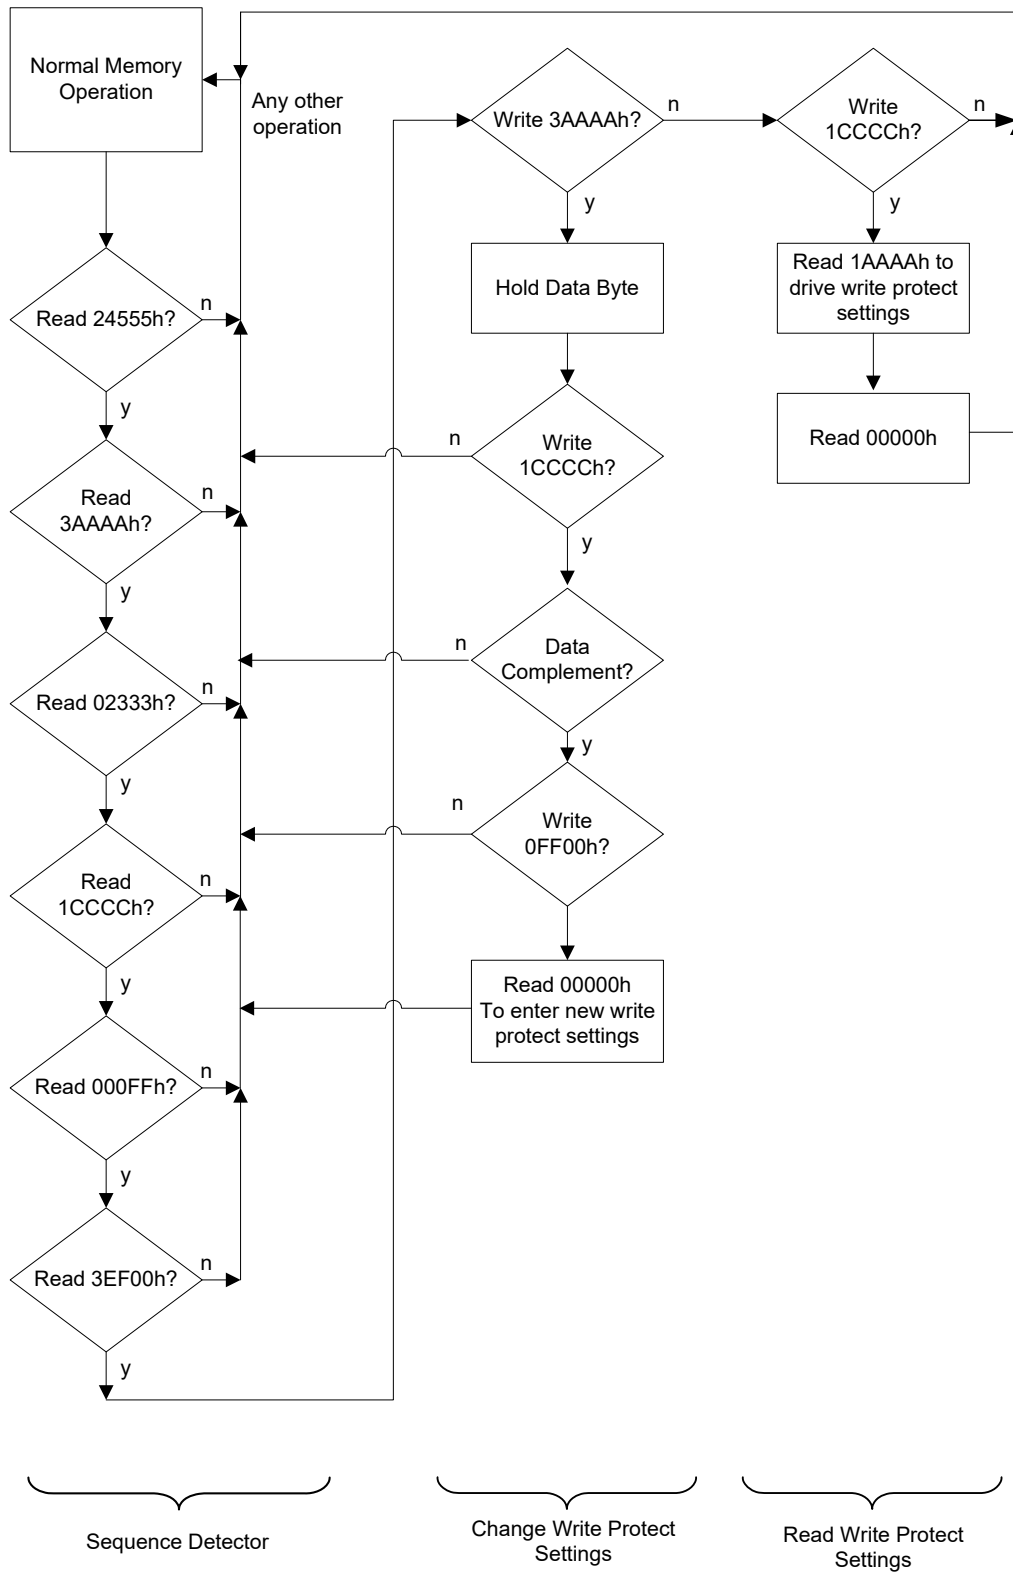 Normal Memory
Operation
Any other
operation
Read 24555h?
n
y
Read
3AAAAh?
n
y
Read 02333h?
n
y
Read
1CCCCh?
n
y
Read 000FFh?
n
y
Read 3EF00h?
n
y
Sequence Detector
Write 3AAAAh?
n
y
Hold Data Byte
Write
1CCCCh?
n
y
Data
Complement?
n
y
Write
0FF00h?
n
Read 00000h
To enter new write
protect settings
Change Write Protect
Settings
Write
1CCCCh?
n
y
Read 1AAAAh to
drive write protect
settings
Read 00000h
Read Write Protect
Settings